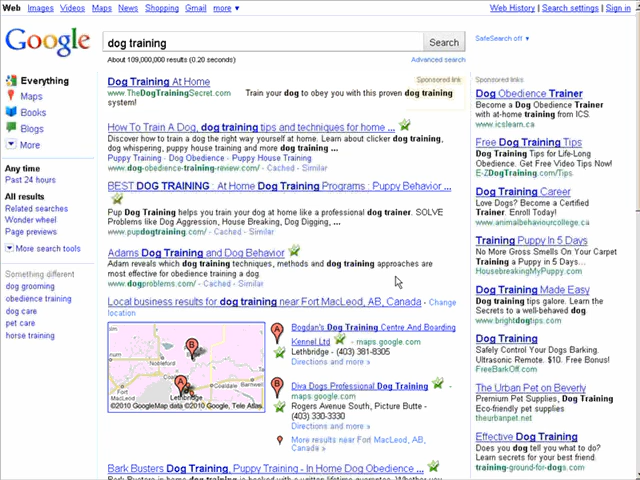 Web Images Videos Maps News Shopping Gmail more ▼ Web History | Search settings | Sign in
Google
dog training
Search
SafeSearch off ▼
About 109,000,000 results (0.20 seconds)
Advanced search
Everything
Maps
Books
Blogs
More
Any time
Past 24 hours
All results
Related searches
Wonder wheel
Page previews
More search tools
Something different
dog grooming
obedience training
dog care
pet care
horse training
Dog Training At Home
Sponsored link
www.TheDogTrainingSecret.com Train your dog to obey you with this proven dog training
system!
How To Train A Dog, dog training tips and techniques for home ...
Discover how to train a dog the right way yourself at home. Learn about clicker dog training,
dog whispering, puppy house training and more dog training ...
Puppy Training - Dog Obedience - Puppy House Training
www.dog-obedience-training-review.com/ - Cached - Similar
BEST DOG TRAINING : At Home Dog Training Programs : Puppy Behavior ...
Pup Dog Training helps you train your dog at home like a professional dog trainer. SOLVE
Problems like Dog Aggression, House Breaking, Dog Digging, ...
www.pupdogtraining.com/ - Cached - Similar
Adams Dog Training and Dog Behavior
Adam reveals which dog training techniques, methods and dog training approaches are
most effective for obedience training a dog
www.dogproblems.com/ - Cached - Similar
Local business results for dog training near Fort MacLeod, AB, Canada - Change
location
Nobleford
Picture
Fort
MacLeod
Lethbridge
B
A
©2010 GoogleMap data ©2010 Google, Tele Atlas
A
Bogdan's Dog Training Centre And Boarding
Kennel Ltd - maps.google.com
Lethbridge - (403) 381-8305
Directions and more »
B
Diva Dogs Professional Dog Training -
maps.google.com
Rogers Avenue South, Picture Butte -
(403) 330-3330
Directions and more »
More results near Fort MacLeod, AB,
Canada »
Bark Busters Dog Training, Puppy Training - In Home Dog Obedience ...
Sponsored links
Dog Obedience Trainer
Become a Dog Obedience Trainer
with at-home training from ICS.
www.icslearn.ca
Free Dog Training Tips
Dog Training Tips for Life-Long
Obedience. Get Free Video Tips Now!
E-ZDogTraining.com/Tips
Dog Training Career
Love Dogs? Become a Certified
Trainer. Enroll Today!
www.animalbehaviourcollege.ca
Training Puppy In 5 Days
No More Gross Smells On Your Carpet
Training a Puppy in 5 Days...
HousebreakingMyPuppy.com
Dog Training Made Easy
Dog training tips galore. Learn the
Secrets to a well-behaved dog
www.brightdogtips.com
Dog Training
Safely Control Your Dogs Barking.
Ultrasonic Remote. $10. Free Bonus!
FreeBarkOff.com
The Urban Pet on Beverly
Premium Pet Supplies, Dog Training
Eco-friendly pet supplies
theurbanpet.com
Effective Dog Training
Does you dog tell you what to do?
Learn secrets for your best friend.
training-ground-for-dogs.com